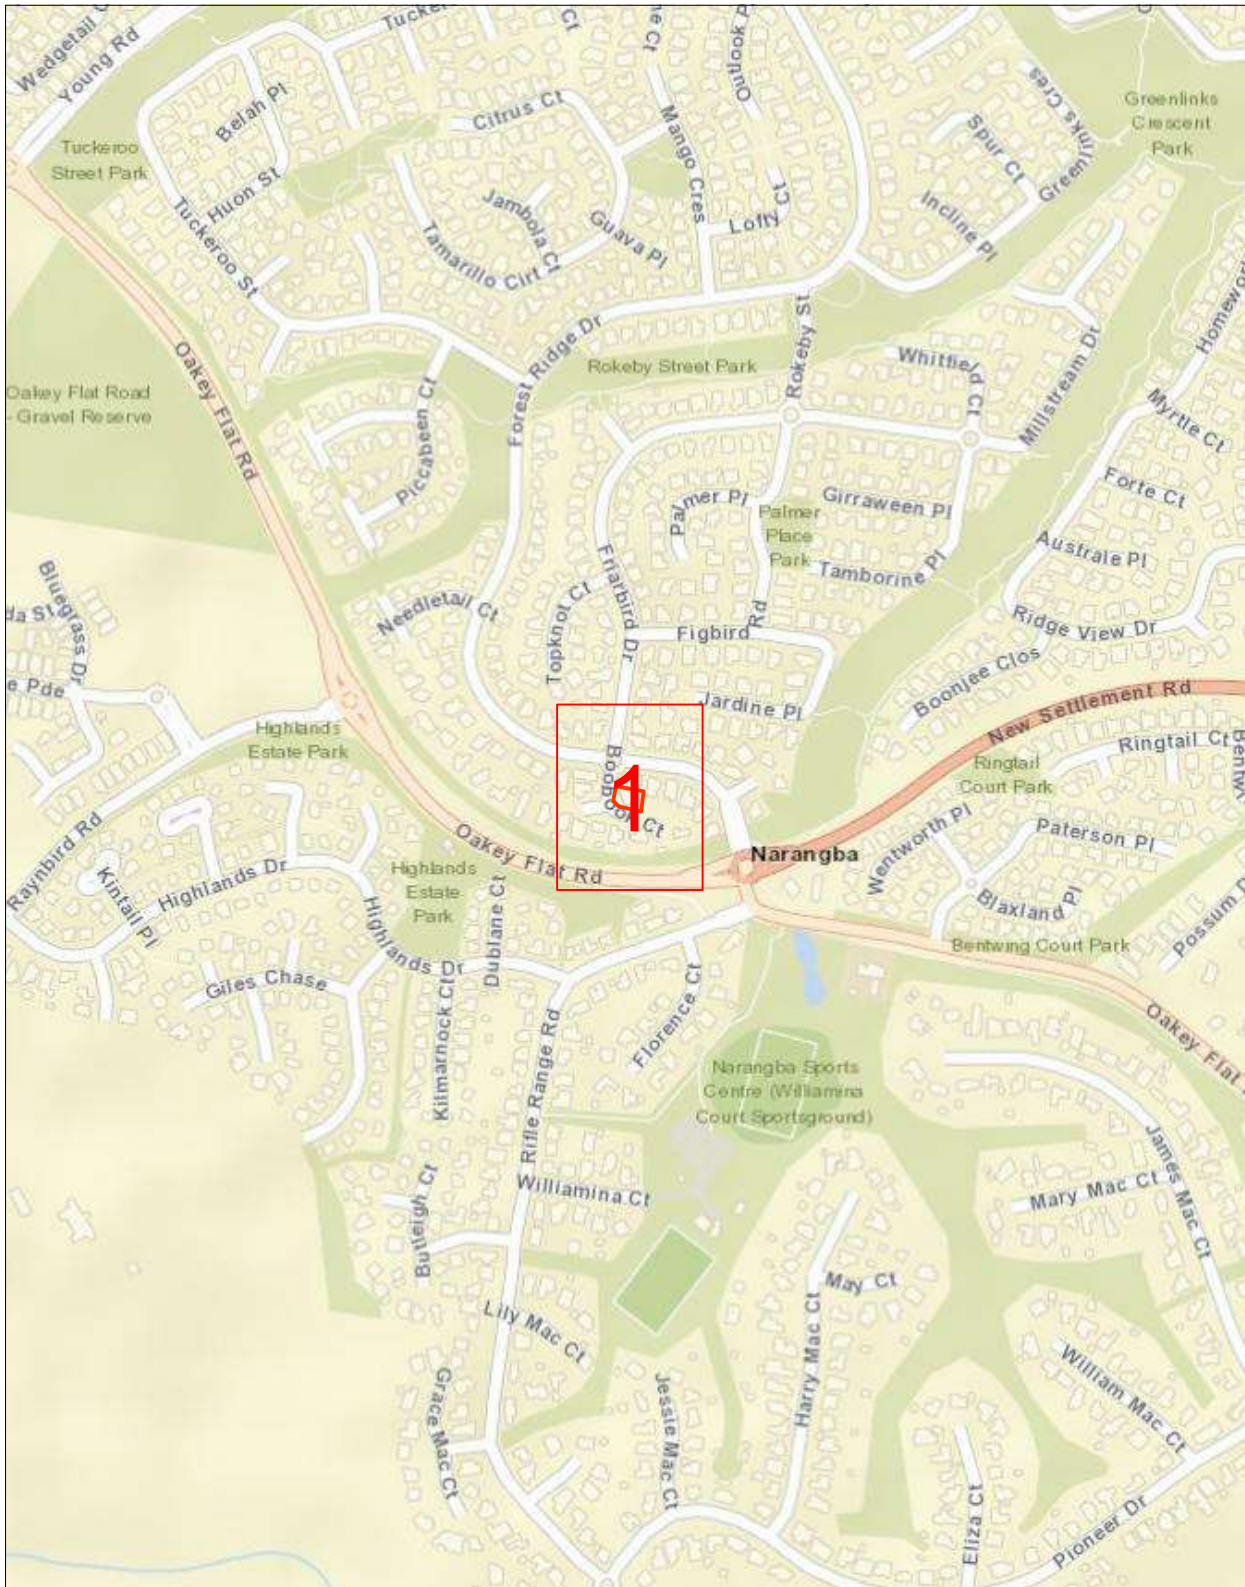 Wedgetail
Young Rd
Tucker
Ct
Outlook
Belah Pl
Citrus Ct
Mango Cres
Greenlinks
Crescent
Park
Spur Ct
Greenlinks Cres
Tuckeroo
Street Park
Huon St
Tuckeroo St
Jambola Ct
Guava Pl
Tamarillo Cirt
Lofty Ct
Incline Pl
Homewor
Oakey Flat Rd
Forest Ridge Dr
Rokeby Street Park
Rokeby St
Whitfield Ct
Millstream Dr
Oakey Flat Road
- Gravel Reserve
Piccabeen Ct
Myrtle Ct
Forte Ct
Palmer Pl
Palmer
Place
Park
Girraween Pl
Australe Pl
Tamborine Pl
Friarbird Dr
Topknot Ct
Needletail Ct
Bluegrass Dr
da St
e Pde
Figbird Rd
Ridge View Dr
Boonjee Clos
Jardine Pl
New Settlement Rd
Highlands
Estate Park
Ringtail Ct
Ringtail
Court Park
Bentw
Boobook Ct
1
Raynbird Rd
Oakey Flat Rd
Narangba
Wentworth Pl
Paterson Pl
Kintail Pl
Highlands Dr
Highlands
Estate
Park
Blaxland Pl
Possum D
Highlands Dr
Dublane Ct
Bentwing Court Park
Giles Chase
Kilmarnock Ct
Florence Ct
Oakey Flat
Rifle Range Rd
Narangba Sports
Centre (Williamina
Court Sportsground)
James Mac Ct
Williamina Ct
Mary Mac Ct
Butleigh Ct
May Ct
Lily Mac Ct
Harry Mac Ct
William Mac Ct
Grace Mac Ct
Jessie Mac Ct
Eliza Ct
Pioneer Dr